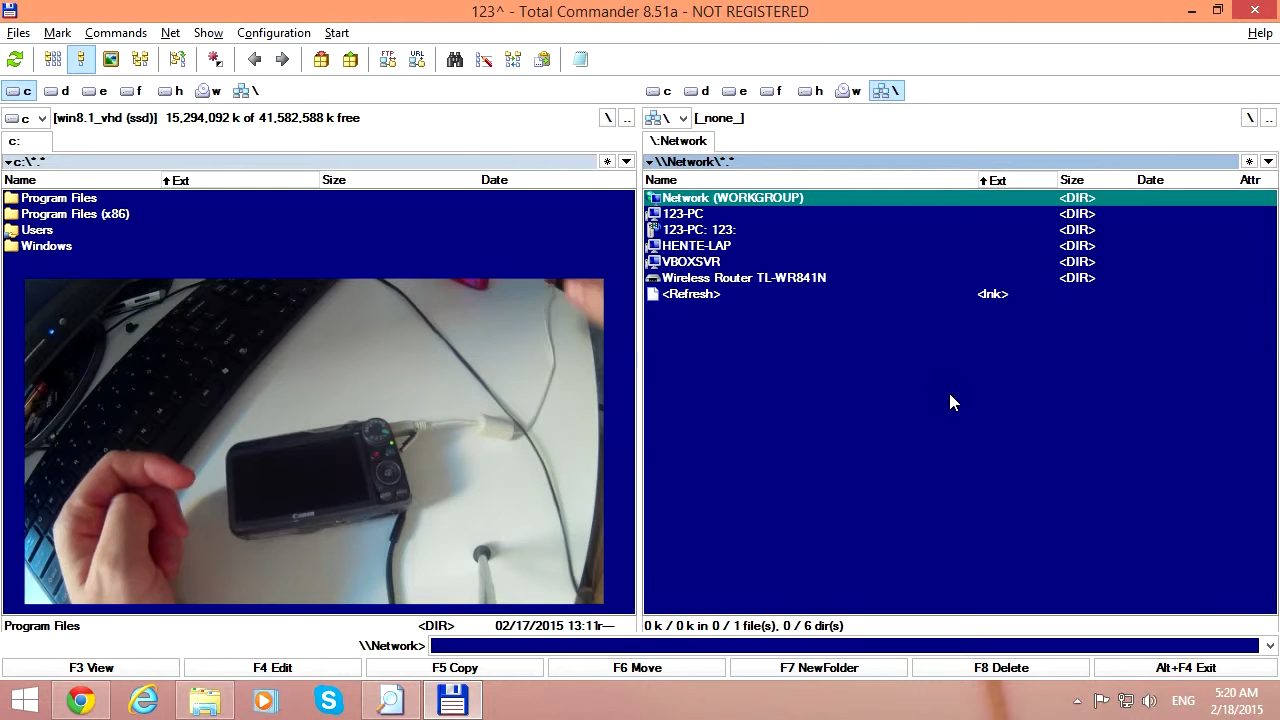 123^ - Total Commander 8.51a - NOT REGISTERED
Files Mark Commands Net Show Configuration Start Help
FTP URL
c d e f h w \ c d e f h w \
c [win8.1_vhd (ssd)] 15,294,092 k of 41,582,588 k free \ .. \ [_none_] \ ..
c: \:Network
c:\*.* * \\Network\*.* *
Name Ext Size Date Name Ext Size Date Attr
Program Files
Program Files (x86)
Users
Windows
Network (WORKGROUP) <DIR>
123-PC <DIR>
123-PC: 123: <DIR>
HENTE-LAP <DIR>
VBOXSVR <DIR>
Wireless Router TL-WR841N <DIR>
<Refresh> <lnk>
Canon
Program Files <DIR> 02/17/2015 13:11r— 0 k / 0 k in 0 / 1 file(s), 0 / 6 dir(s)
\\Network>
F3 View F4 Edit F5 Copy F6 Move F7 NewFolder F8 Delete Alt+F4 Exit
ENG 5:20 AM
2/18/2015